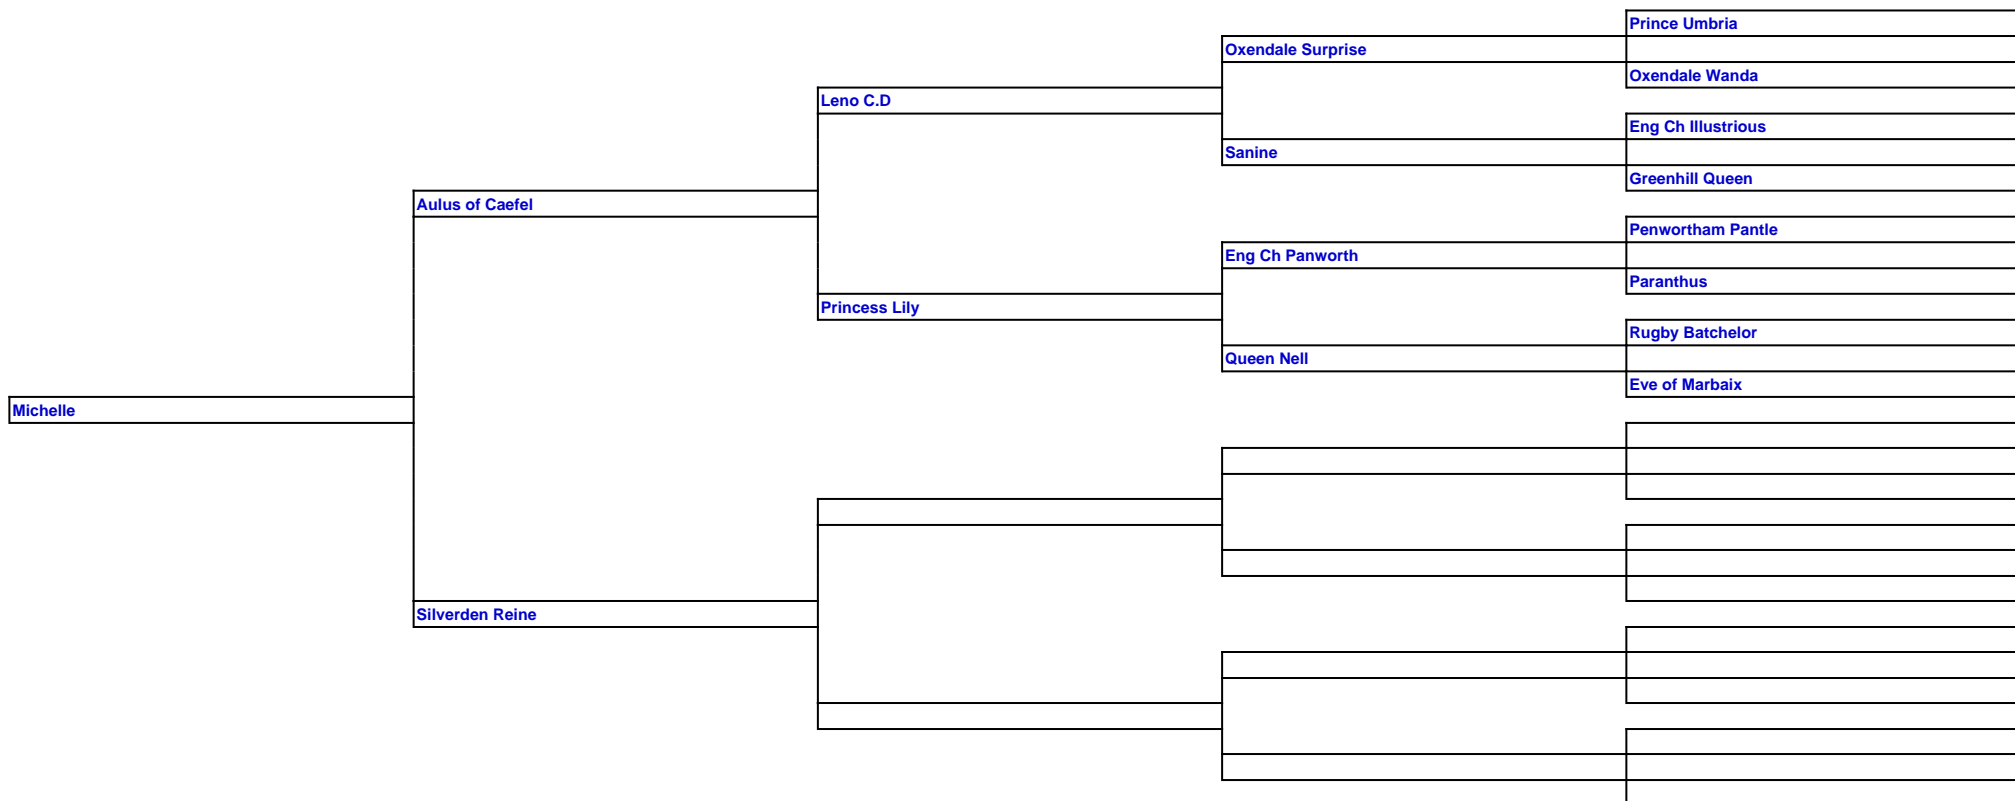 Prince Umbria
Oxendale Surprise
Oxendale Wanda
Leno C.D
Eng Ch Illustrious
Sanine
Greenhill Queen
Aulus of Caefel
Penwortham Pantle
Eng Ch Panworth
Paranthus
Princess Lily
Rugby Batchelor
Queen Nell
Eve of Marbaix
Michelle
Silverden Reine